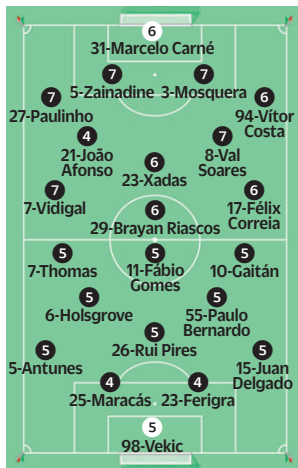 6
31-Marcelo Carné
7 7
5-Zainadine 3-Mosquera
7 6
27-Paulinho 94-Vítor
Costa
4 7
21-João 8-Val
Afonso Soares
6
23-Xadas
7 6
7-Vidigal 17-Félix
Correia
6
29-Brayan Riascos
5 5 5
7-Thomas 11-Fábio 10-Gaitán
Gomes
5 5
6-Holsgrove 55-Paulo
Bernardo
5
26-Rui Pires
5 5
5-Antunes 15-Juan
Delgado
4 4
25-Maracás 23-Ferigra
5
98-Vekic